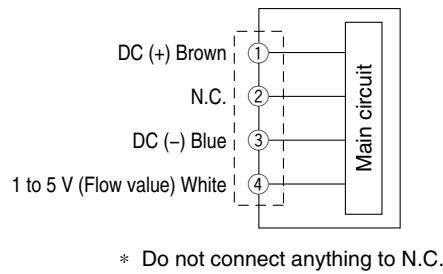 DC (+) Brown 1
N.C. 2
DC (−) Blue 3
1 to 5 V (Flow value) White 4
Main circuit
* Do not connect anything to N.C.